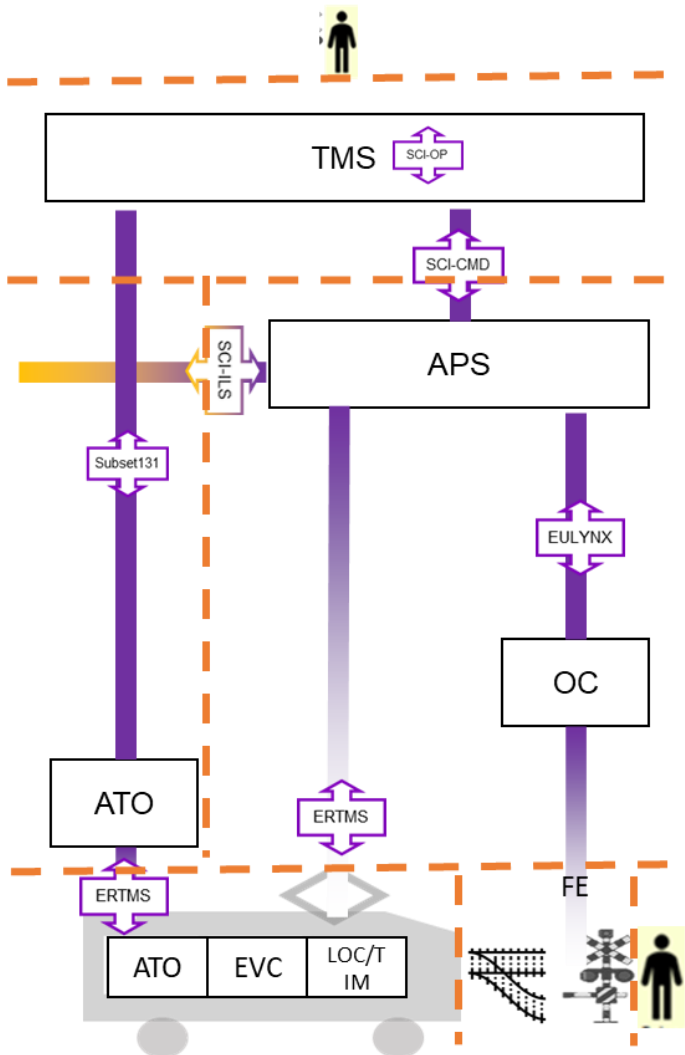 TMS
SCI-OP
SCI-CMD
SCI-ILS
APS
Subset131
EULYNX
OC
ATO
ERTMS
ERTMS
FE
ATO
EVC
LOC/T
IM